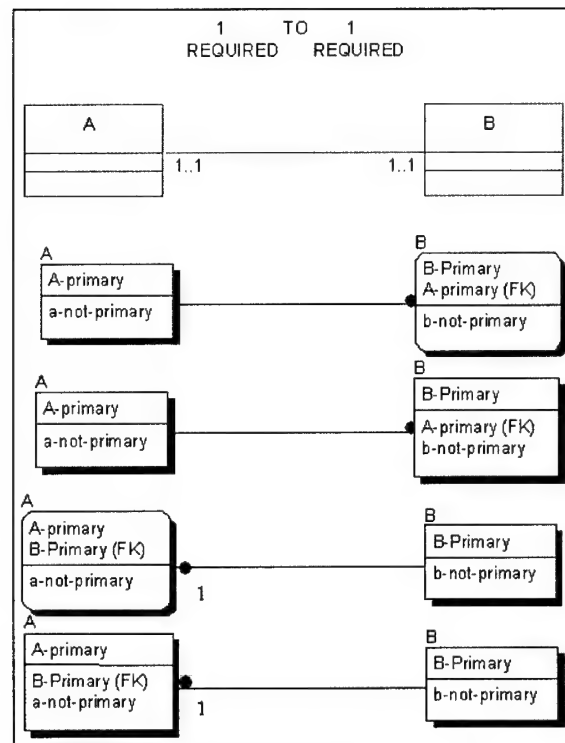 1 TO 1
REQUIRED REQUIRED
A B
1..1 1..1
A B
A-primary
a-not-primary
B-Primary
A-primary (FK)
b-not-primary
A B
A-primary
a-not-primary
B-Primary
A-primary (FK)
b-not-primary
A B
A-primary
B-Primary (FK)
a-not-primary
1
B-Primary
b-not-primary
A B
A-primary
B-Primary (FK)
a-not-primary
1
B-Primary
b-not-primary